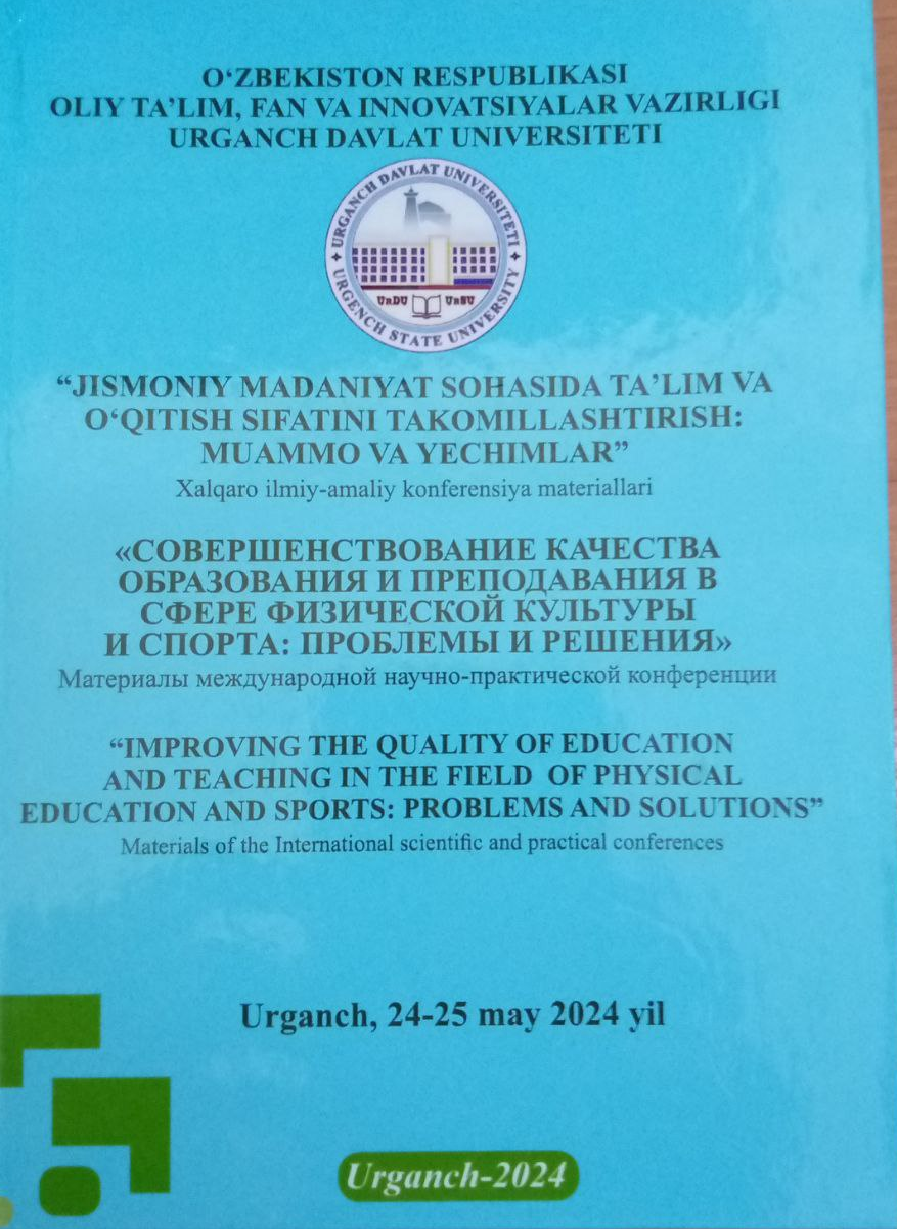 O‘ZBEKISTON RESPUBLIKASI
OLIY TA’LIM, FAN VA INNOVATSIYALAR VAZIRLIGI
URGANCH DAVLAT UNIVERSITETI
URGANCH DAVLAT UNIVERSITETI
UrDU UrSU
URGENCH STATE UNIVERSITY
“JISMONIY MADANIYAT SOHASIDA TA’LIM VA
O‘QITISH SIFATINI TAKOMILLASHTIRISH:
MUAMMO VA YECHIMLAR”
Xalqaro ilmiy-amaliy konferensiya materiallari
«СОВЕРШЕНСТВОВАНИЕ КАЧЕСТВА
ОБРАЗОВАНИЯ И ПРЕПОДАВАНИЯ В
СФЕРЕ ФИЗИЧЕСКОЙ КУЛЬТУРЫ
И СПОРТА: ПРОБЛЕМЫ И РЕШЕНИЯ»
Материалы международной научно-практической конференции
“IMPROVING THE QUALITY OF EDUCATION
AND TEACHING IN THE FIELD OF PHYSICAL
EDUCATION AND SPORTS: PROBLEMS AND SOLUTIONS”
Materials of the International scientific and practical conferences
Urganch, 24-25 may 2024 yil
Urganch-2024